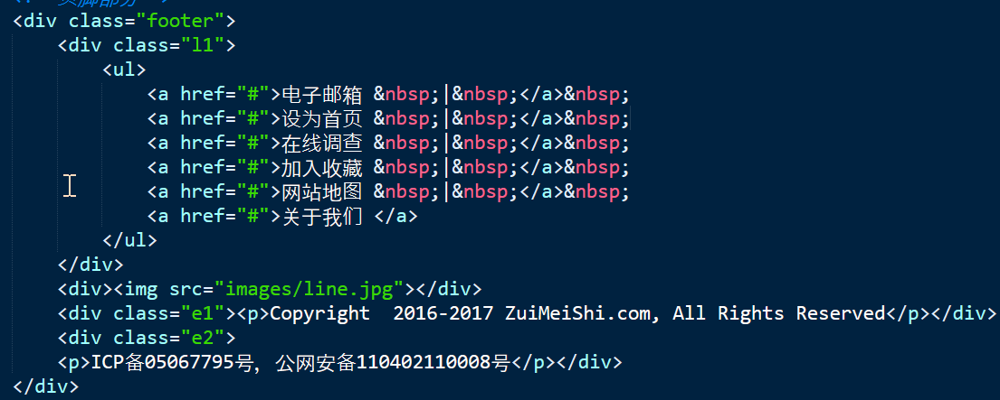 <div class="footer">
<div class="l1">
<ul>
<a href="#">电子邮箱 &nbsp;|&nbsp;</a>&nbsp;
<a href="#">设为首页 &nbsp;|&nbsp;</a>&nbsp;
<a href="#">在线调查 &nbsp;|&nbsp;</a>&nbsp;
<a href="#">加入收藏 &nbsp;|&nbsp;</a>&nbsp;
<a href="#">网站地图 &nbsp;|&nbsp;</a>&nbsp;
<a href="#">关于我们 </a>
</ul>
</div>
<div><img src="images/line.jpg"></div>
<div class="e1"><p>Copyright  2016-2017 ZuiMeiShi.com, All Rights Reserved</p></div>
<div class="e2">
<p>ICP备05067795号, 公网安备110402110008号</p></div>
</div>